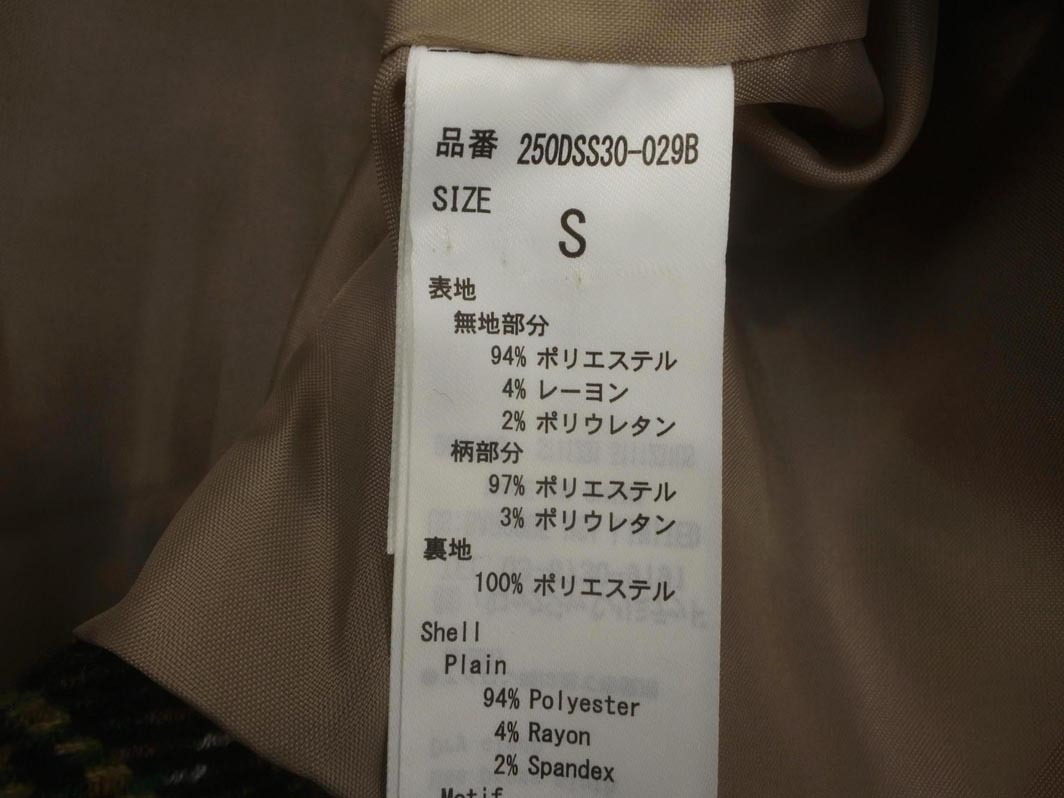 品番 250DSS30-029B
SIZE
S
表地
無地部分
94% ポリエステル
4% レーヨン
2% ポリウレタン
柄部分
97% ポリエステル
3% ポリウレタン
裏地
100% ポリエステル
Shell
Plain
94% Polyester
4% Rayon
2% Spandex
Motif